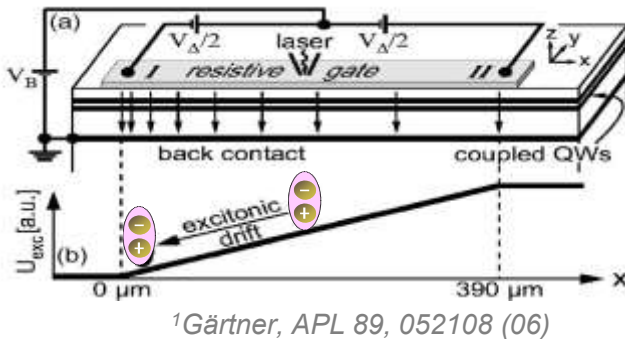 (a)
V_Δ/2 V_Δ/2
laser
z y x
V_B
I resistive gate II
back contact coupled QWs
U_exc [a.u.]
excitonic
drift
− + − +
(b)
0 µm 390 µm x
¹Gärtner, APL 89, 052108 (06)